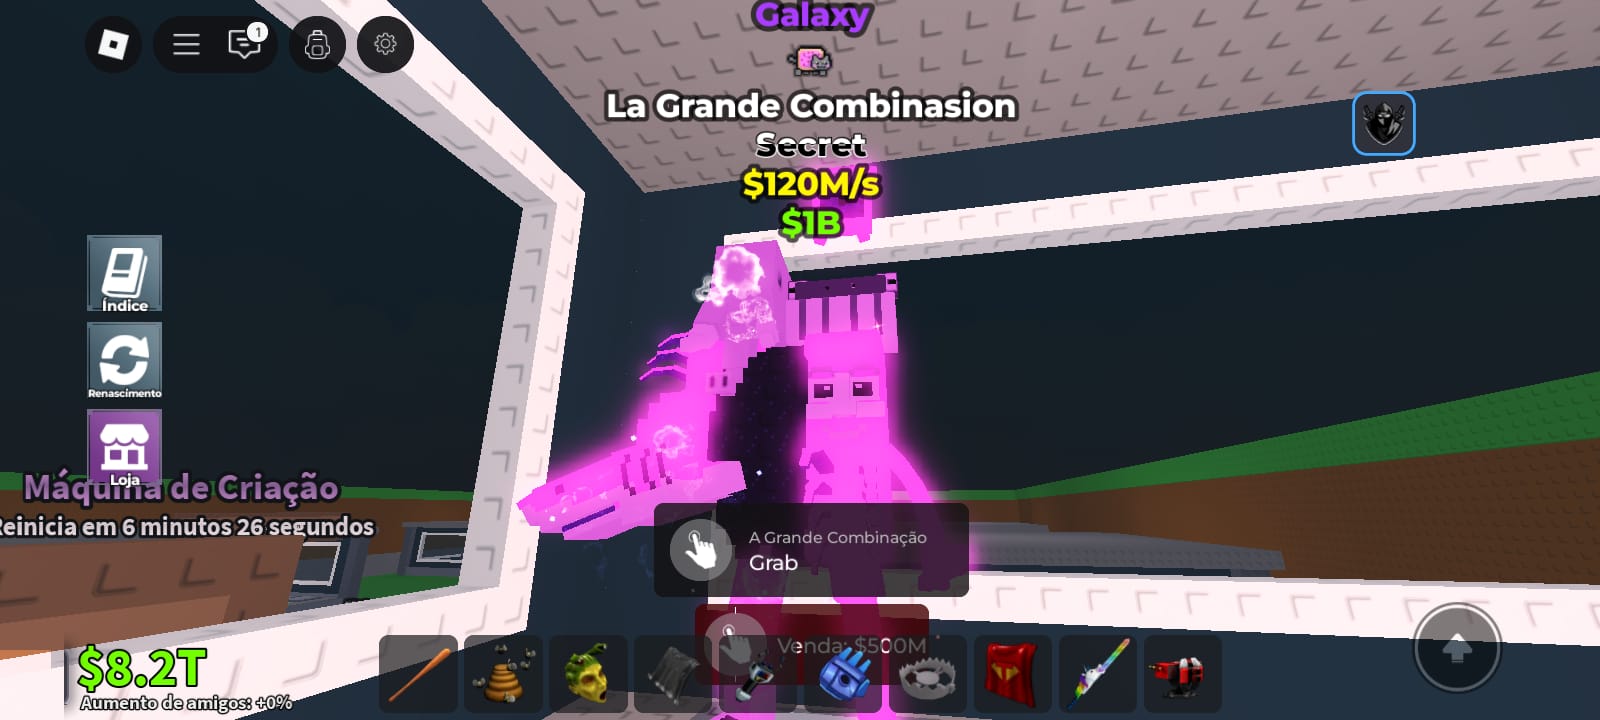 Galaxy
La Grande Combinasion
Secret
$120M/s
$1B
1
Índice
Renascimento
Loja
Máquina de Criação
Reinicia em 6 minutos 26 segundos
A Grande Combinação
Grab
Venda: $500M
$8.2T
Aumento de amigos: +0%